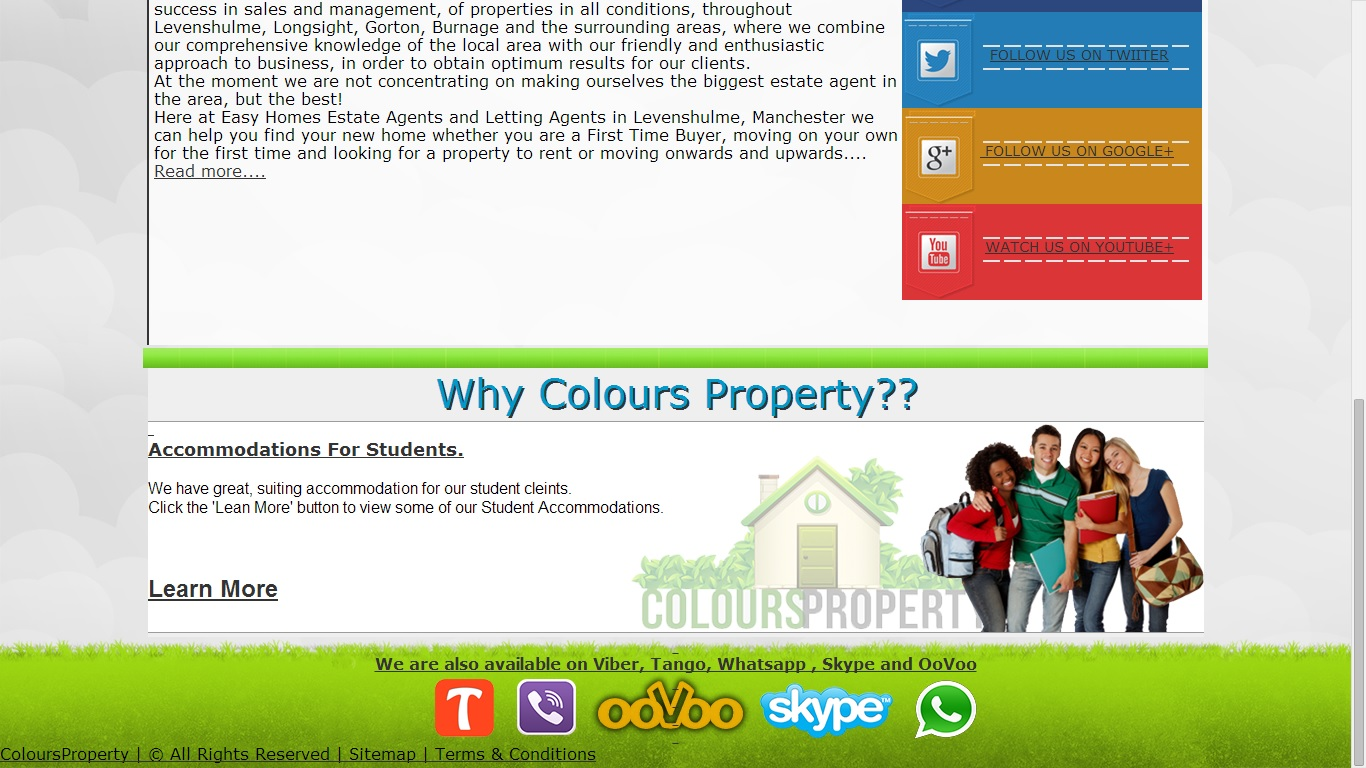 success in sales and management, of properties in all conditions, throughout
Levenshulme, Longsight, Gorton, Burnage and the surrounding areas, where we combine
our comprehensive knowledge of the local area with our friendly and enthusiastic
approach to business, in order to obtain optimum results for our clients.
At the moment we are not concentrating on making ourselves the biggest estate agent in
the area, but the best!
Here at Easy Homes Estate Agents and Letting Agents in Levenshulme, Manchester we
can help you find your new home whether you are a First Time Buyer, moving on your own
for the first time and looking for a property to rent or moving onwards and upwards....
Read more....
FOLLOW US ON TWIITER
g+
FOLLOW US ON GOOGLE+
You
Tube
WATCH US ON YOUTUBE+
Why Colours Property??
Accommodations For Students.
We have great, suiting accommodation for our student cleints.
Click the 'Lean More' button to view some of our Student Accommodations.
Learn More
COLOURSPROPERTY
We are also available on Viber, Tango, Whatsapp , Skype and OoVoo
T
ooVoo
skype™
ColoursProperty | © All Rights Reserved | Sitemap | Terms & Conditions